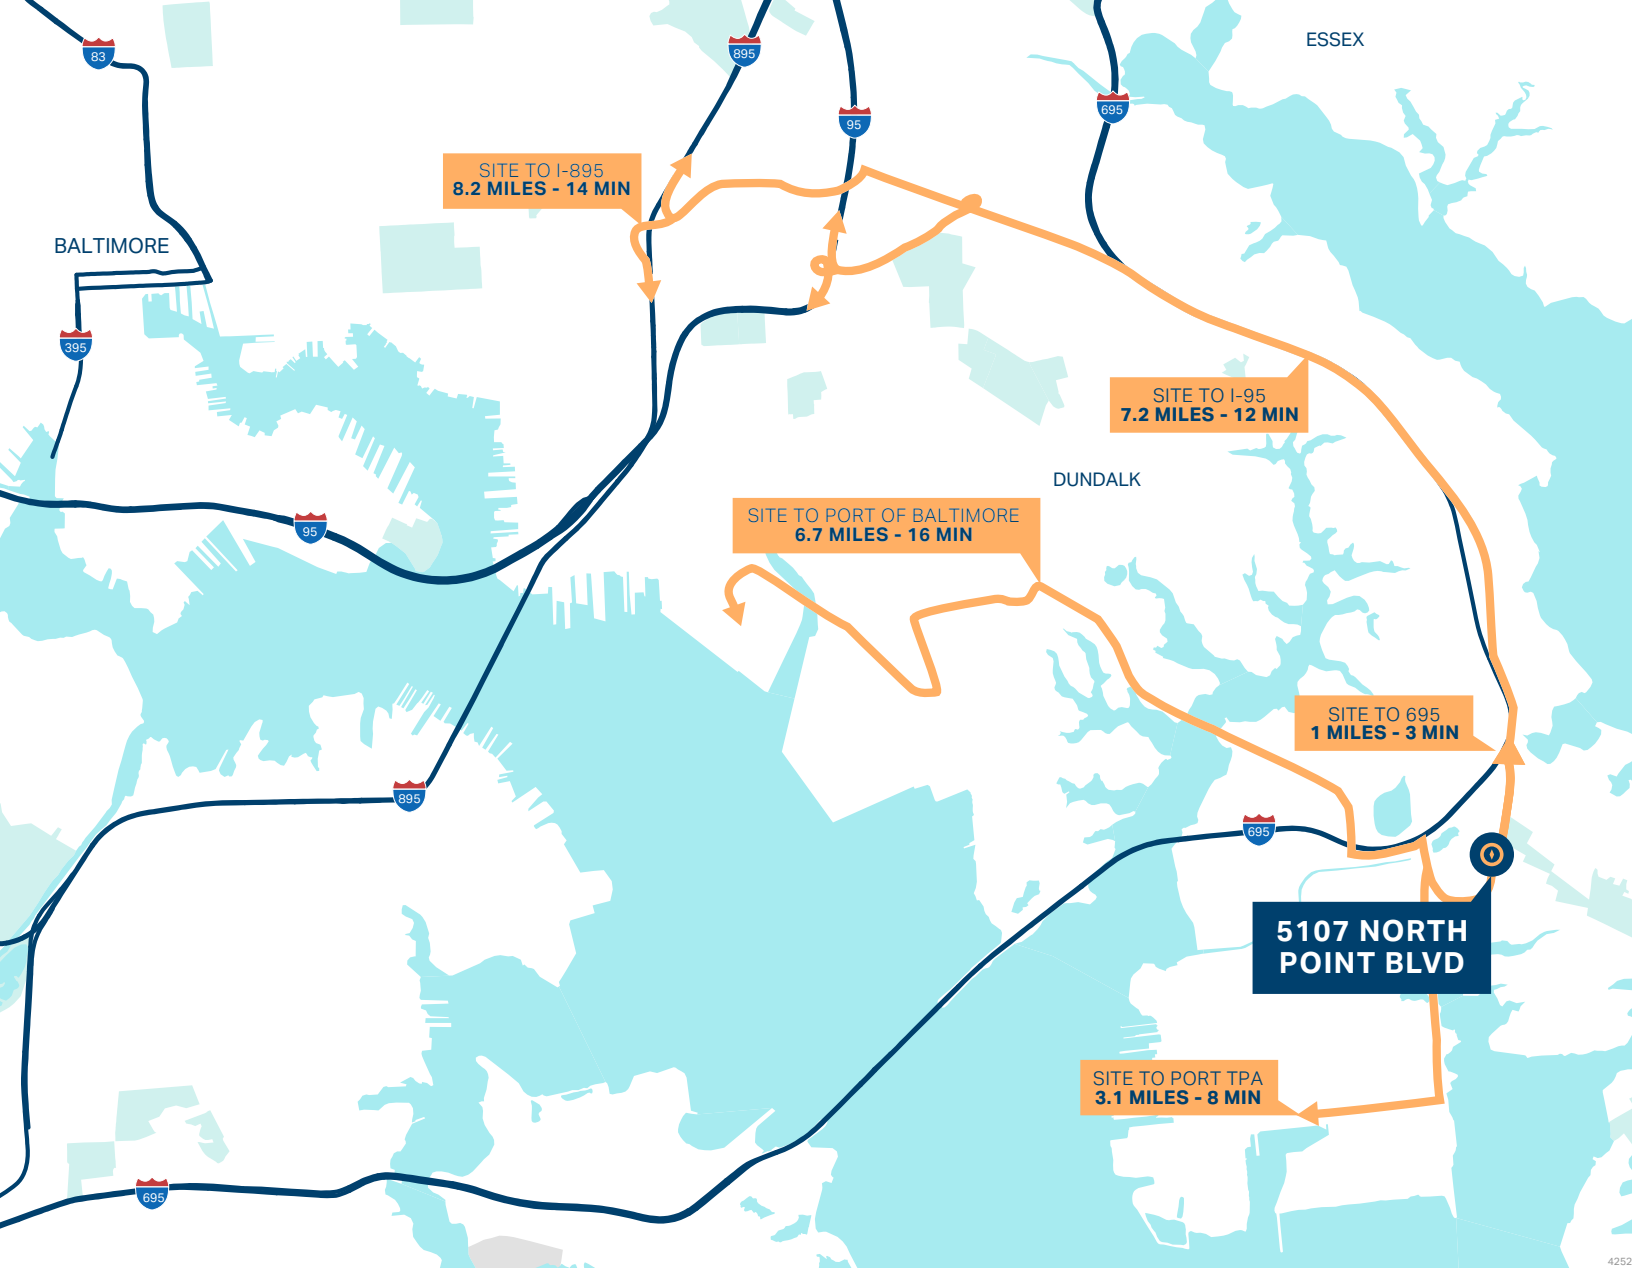 ESSEX
83
895
95
695
SITE TO I-895
8.2 MILES - 14 MIN
BALTIMORE
395
SITE TO I-95
7.2 MILES - 12 MIN
DUNDALK
SITE TO PORT OF BALTIMORE
6.7 MILES - 16 MIN
95
SITE TO 695
1 MILES - 3 MIN
895
695
5107 NORTH
POINT BLVD
SITE TO PORT TPA
3.1 MILES - 8 MIN
695
4252